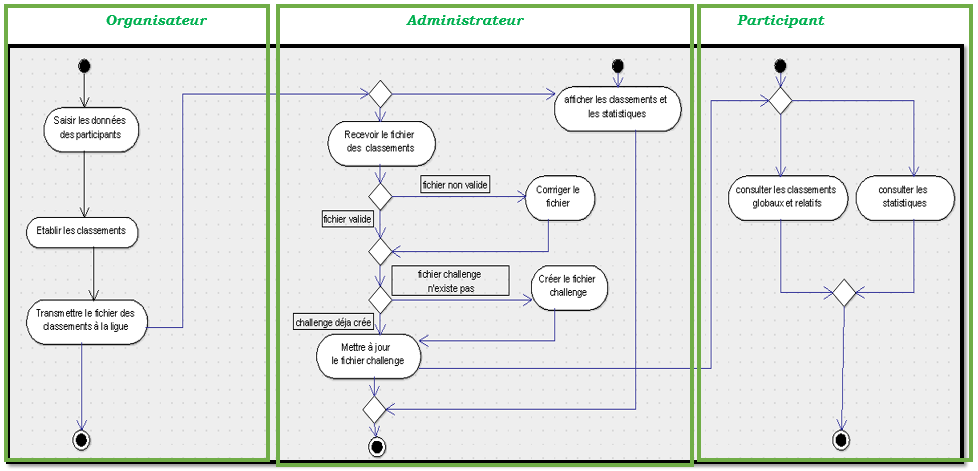 Organisateur
Administrateur
Participant
Saisir les données
des participants
Etablir les classements
Transmettre le fichier des
classements à la ligue
afficher les classements et
les statistiques
Recevoir le fichier
des classements
fichier non valide
Corriger le
fichier
fichier valide
fichier challenge
n'existe pas
Créer le fichier
challenge
challenge déja crée
Mettre à jour
le fichier challenge
consulter les classements
globaux et relatifs
consulter les
statistiques